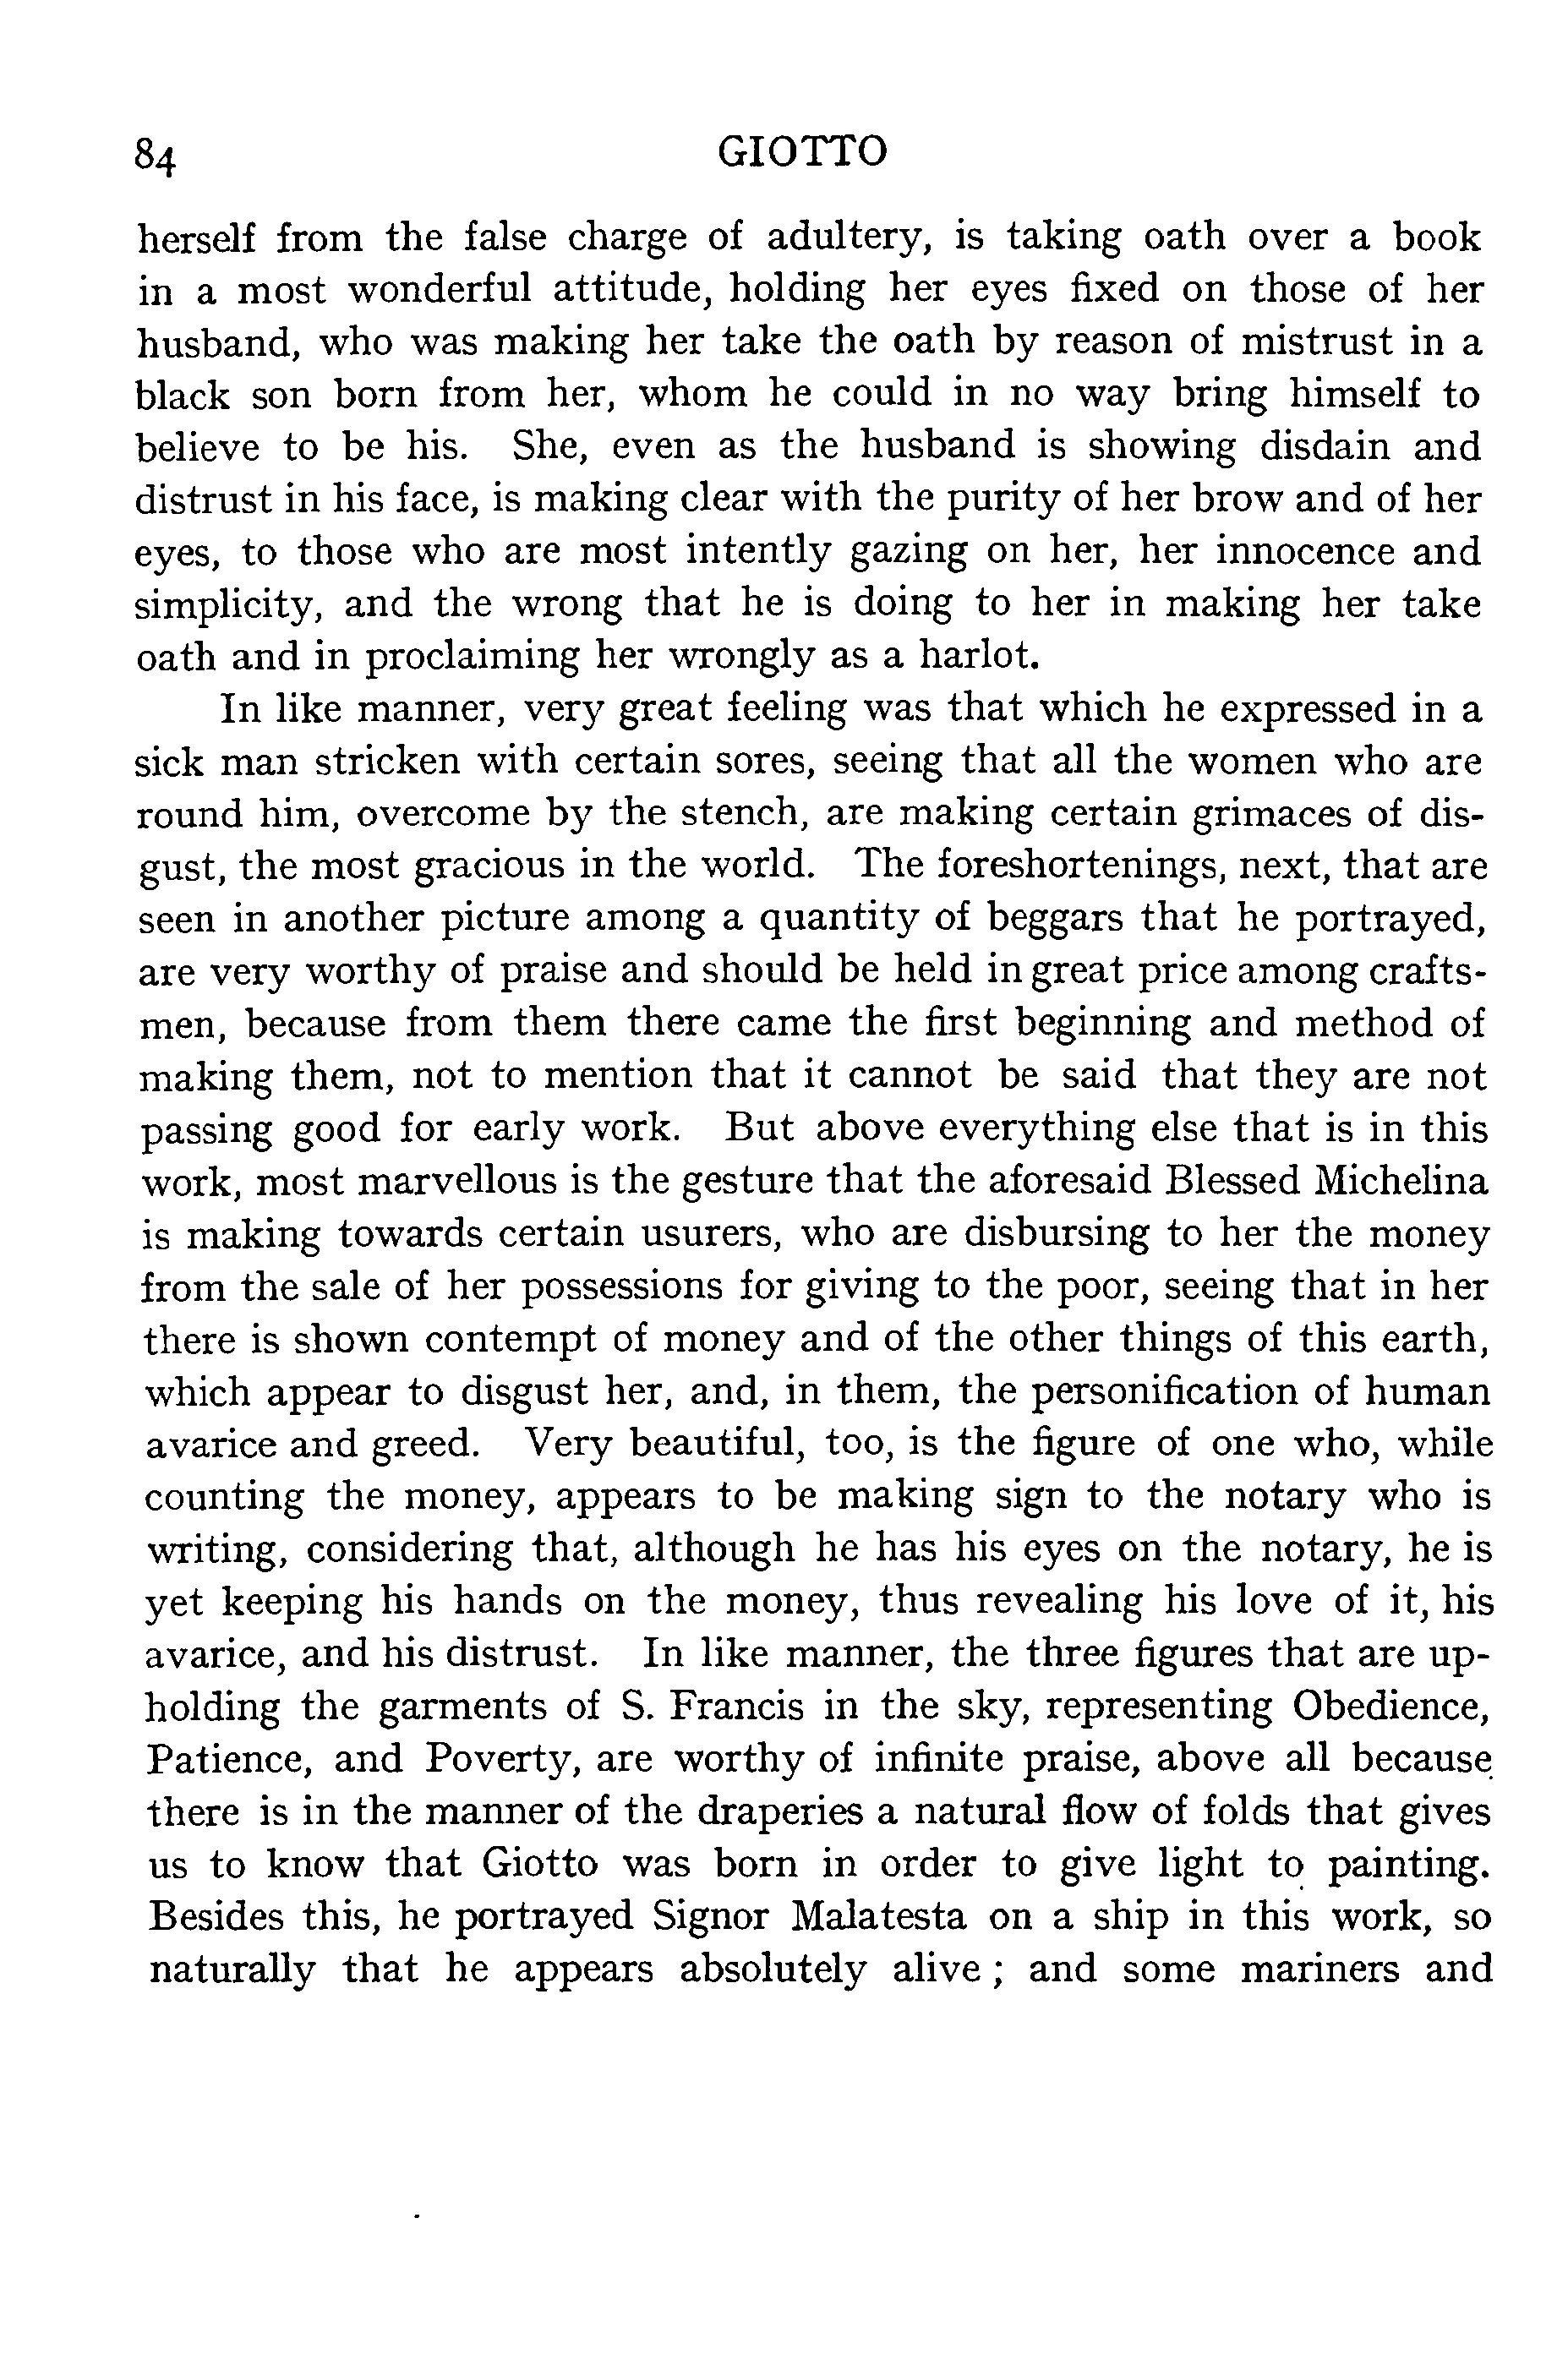 84 GIOTTO
herself from the false charge of adultery, is taking oath over a book
in a most wonderful attitude, holding her eyes fixed on those of her
husband, who was making her take the oath by reason of mistrust in a
black son born from her, whom he could in no way bring himself to
believe to be his. She, even as the husband is showing disdain and
distrust in his face, is making clear with the purity of her brow and of her
eyes, to those who are most intently gazing on her, her innocence and
simplicity, and the wrong that he is doing to her in making her take
oath and in proclaiming her wrongly as a harlot.
In like manner, very great feeling was that which he expressed in a
sick man stricken with certain sores, seeing that all the women who are
round him, overcome by the stench, are making certain grimaces of dis-
gust, the most gracious in the world. The foreshortenings, next, that are
seen in another picture among a quantity of beggars that he portrayed,
are very worthy of praise and should be held in great price among crafts-
men, because from them there came the first beginning and method of
making them, not to mention that it cannot be said that they are not
passing good for early work. But above everything else that is in this
work, most marvellous is the gesture that the aforesaid Blessed Michelina
is making towards certain usurers, who are disbursing to her the money
from the sale of her possessions for giving to the poor, seeing that in her
there is shown contempt of money and of the other things of this earth,
which appear to disgust her, and, in them, the personification of human
avarice and greed. Very beautiful, too, is the figure of one who, while
counting the money, appears to be making sign to the notary who is
writing, considering that, although he has his eyes on the notary, he is
yet keeping his hands on the money, thus revealing his love of it, his
avarice, and his distrust. In like manner, the three figures that are up-
holding the garments of S. Francis in the sky, representing Obedience,
Patience, and Poverty, are worthy of infinite praise, above all because
there is in the manner of the draperies a natural flow of folds that gives
us to know that Giotto was born in order to give light to painting.
Besides this, he portrayed Signor Malatesta on a ship in this work, so
naturally that he appears absolutely alive ; and some mariners and